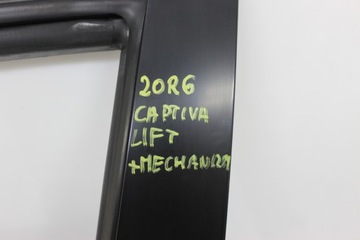 20R6
CAPTIVA
LIFT
+MECHANIZM